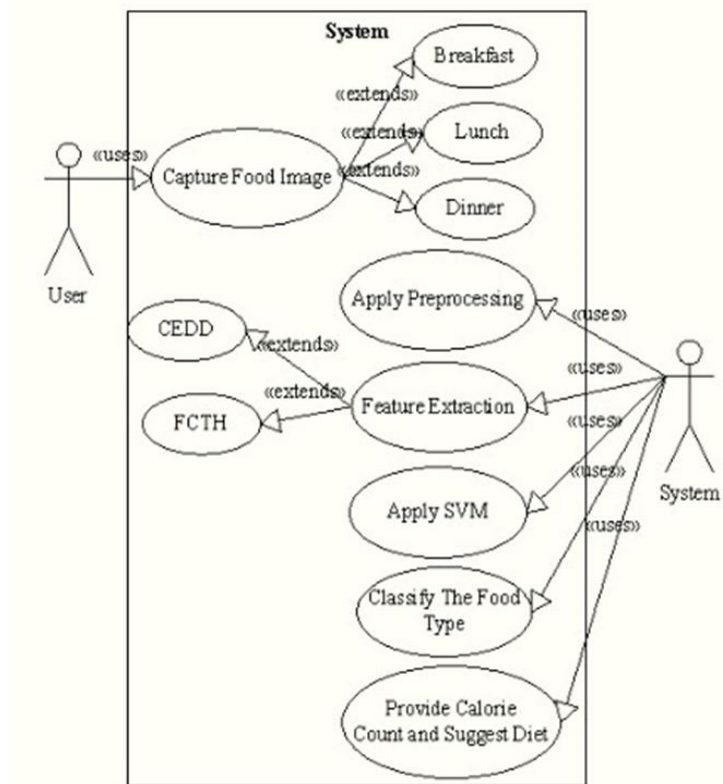 System
Breakfast
««extends»»
««extends»»
Lunch
««uses»»
Capture Food Image
««extends»»
Dinner
User
Apply Preprocessing
««uses»»
CEDD
««extends»»
««uses»»
««extends»»
Feature Extraction
FCTH
««uses»»
««uses»»
System
Apply SVM
««uses»»
Classify The Food
Type
Provide Calorie
Count and Suggest Diet